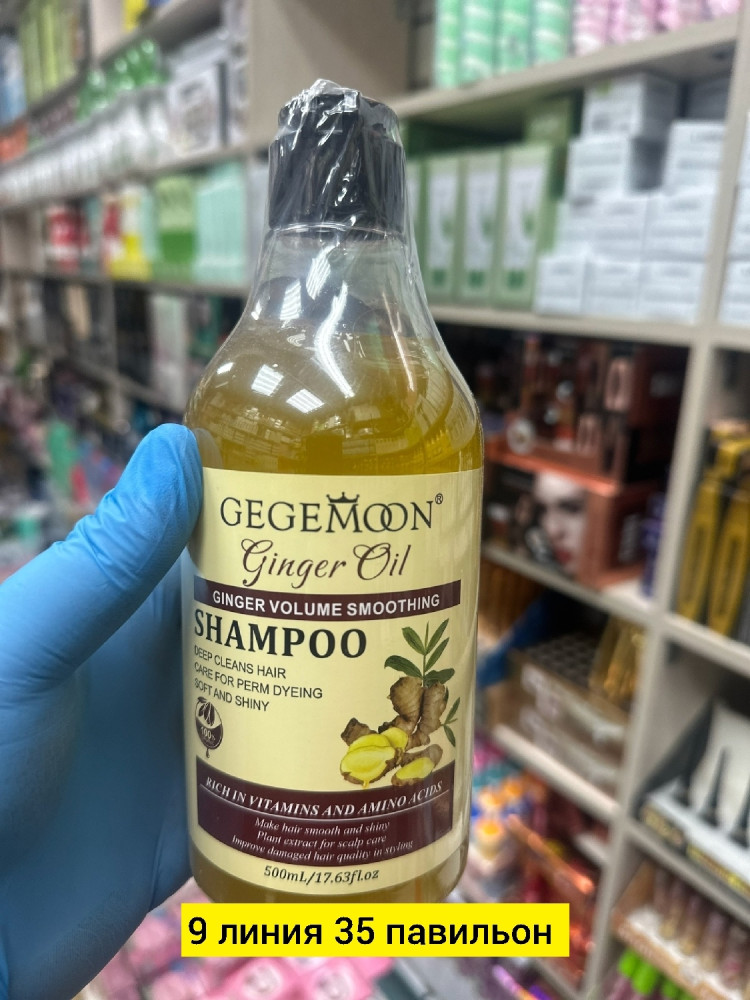 GEGEMOON®
Ginger Oil
GINGER VOLUME SMOOTHING
SHAMPOO
DEEP CLEANS HAIR
CARE FOR PERM DYEING
SOFT AND SHINY
100%
RICH IN VITAMINS AND AMINO ACIDS
Make hair smooth and shiny
Plant extract for scalp care
Improve damaged hair quality in styling
500mL/17.63fl.oz
9 линия 35 павильон